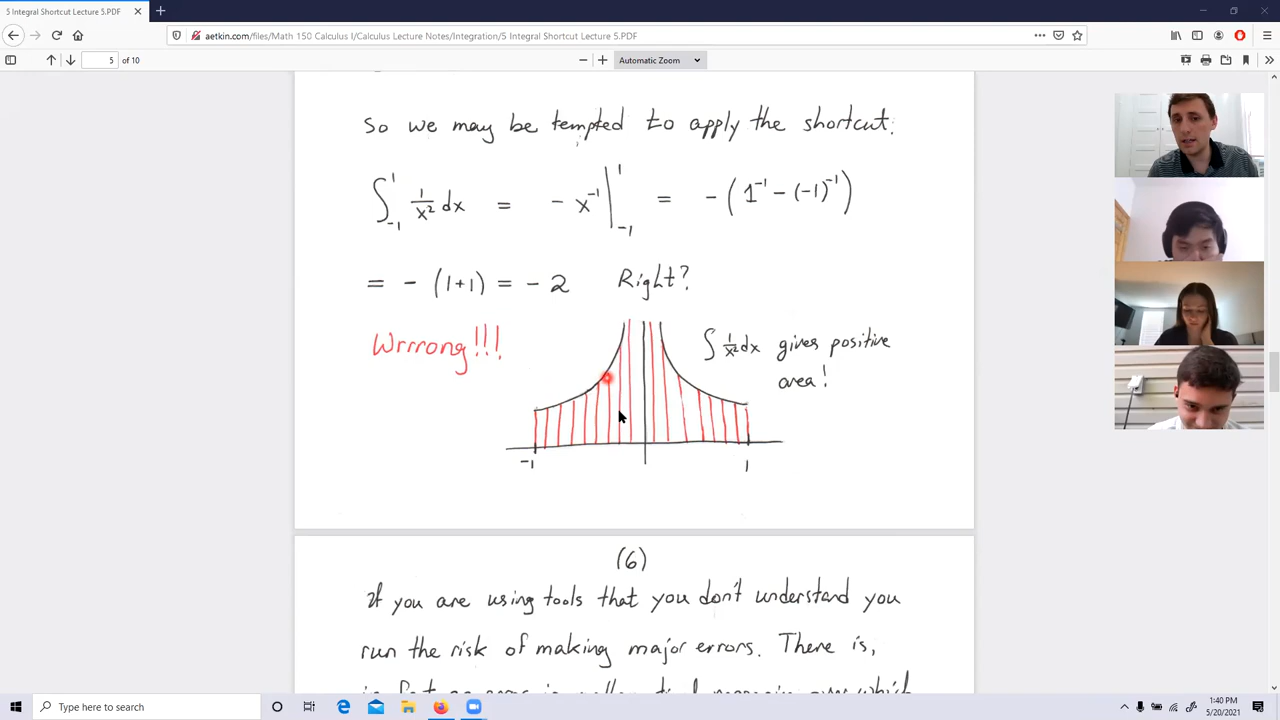 5 Integral Shortcut Lecture 5.PDF
aetkin.com/files/Math 150 Calculus I/Calculus Lecture Notes/Integration/5 Integral Shortcut Lecture 5.PDF
5 of 10
Automatic Zoom
So we may be tempted to apply the shortcut:
∫₋₁¹ 1/x² dx = - x⁻¹ |₋₁¹ = - (1⁻¹ - (-1)⁻¹)
= - (1+1) = - 2 Right?
Wrrrong!!!
∫ 1/x² dx gives positive
area!
-1 1
(6)
If you are using tools that you don't understand you
run the risk of making major errors. There is,
Type here to search
1:40 PM
5/20/2021